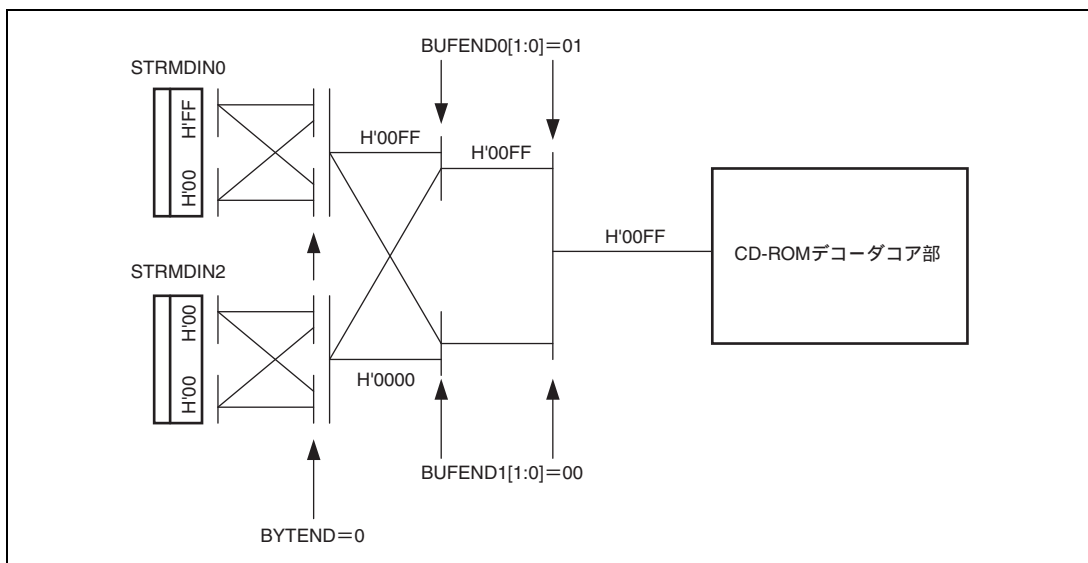 BUFEND0[1:0]＝01
STRMDIN0
H'FF
H'00
H'00FF
H'00FF
H'00FF
CD-ROMデコーダコア部
STRMDIN2
H'00
H'00
H'0000
BUFEND1[1:0]＝00
BYTEND＝0